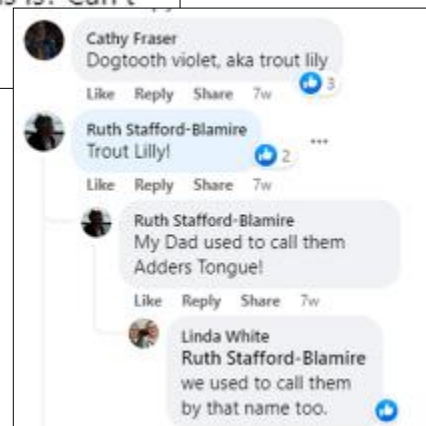 Cathy Fraser
Dogtooth violet, aka trout lily
3
Like Reply Share 7w
Ruth Stafford-Blamire
Trout Lilly!
2
Like Reply Share 7w
Ruth Stafford-Blamire
My Dad used to call them
Adders Tongue!
Like Reply Share 7w
Linda White
Ruth Stafford-Blamire
we used to call them
by that name too.